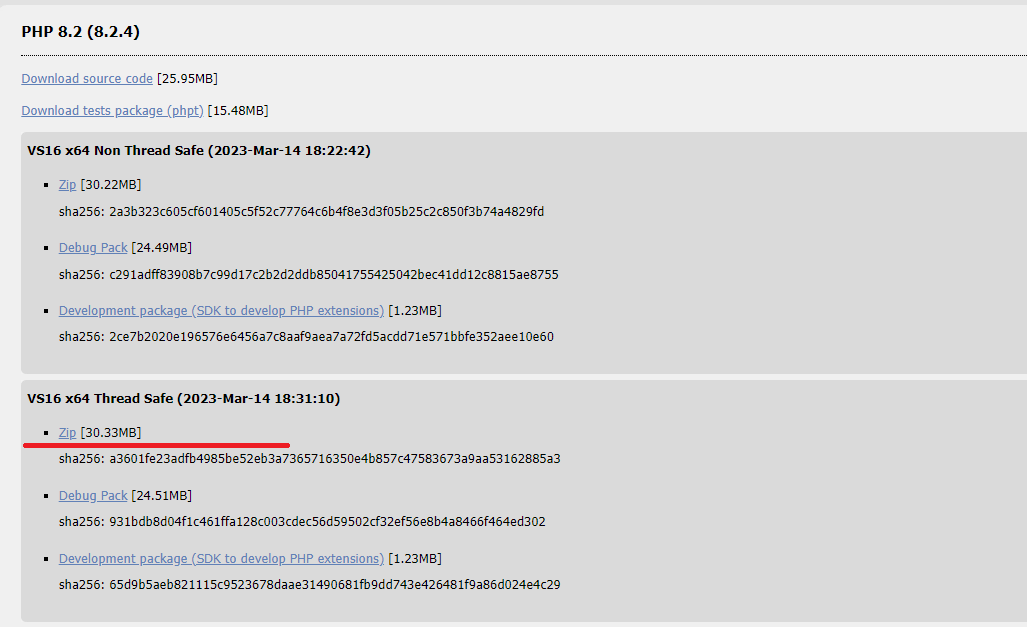 PHP 8.2 (8.2.4)
Download source code [25.95MB]
Download tests package (phpt) [15.48MB]
VS16 x64 Non Thread Safe (2023-Mar-14 18:22:42)
Zip [30.22MB]
sha256: 2a3b323c605cf601405c5f52c77764c6b4f8e3d3f05b25c2c850f3b74a4829fd
Debug Pack [24.49MB]
sha256: c291adff83908b7c99d17c2b2d2ddb85041755425042bec41dd12c8815ae8755
Development package (SDK to develop PHP extensions) [1.23MB]
sha256: 2ce7b2020e196576e6456a7c8aaf9aea7a72fd5acdd71e571bbfe352aee10e60
VS16 x64 Thread Safe (2023-Mar-14 18:31:10)
Zip [30.33MB]
sha256: a3601fe23adfb4985be52eb3a7365716350e4b857c47583673a9aa53162885a3
Debug Pack [24.51MB]
sha256: 931bdb8d04f1c461ffa128c003cdec56d59502cf32ef56e8b4a8466f464ed302
Development package (SDK to develop PHP extensions) [1.23MB]
sha256: 65d9b5aeb821115c9523678daae31490681fb9dd743e426481f9a86d024e4c29